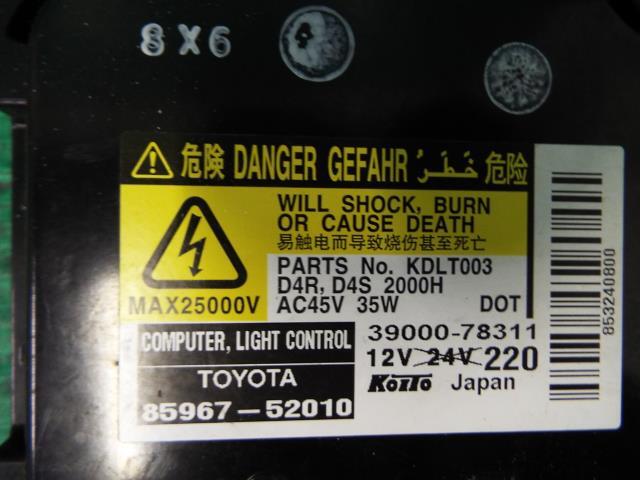 8X6
危険 DANGER GEFAHR خَطَر 危险
WILL SHOCK, BURN
OR CAUSE DEATH
易触电而导致烧伤甚至死亡
MAX25000V
PARTS No. KDLT003
D4R, D4S 2000H
AC45V 35W DOT
COMPUTER, LIGHT CONTROL
TOYOTA
85967-52010
39000-78311
12V 24V 220
KOITO Japan
853240800